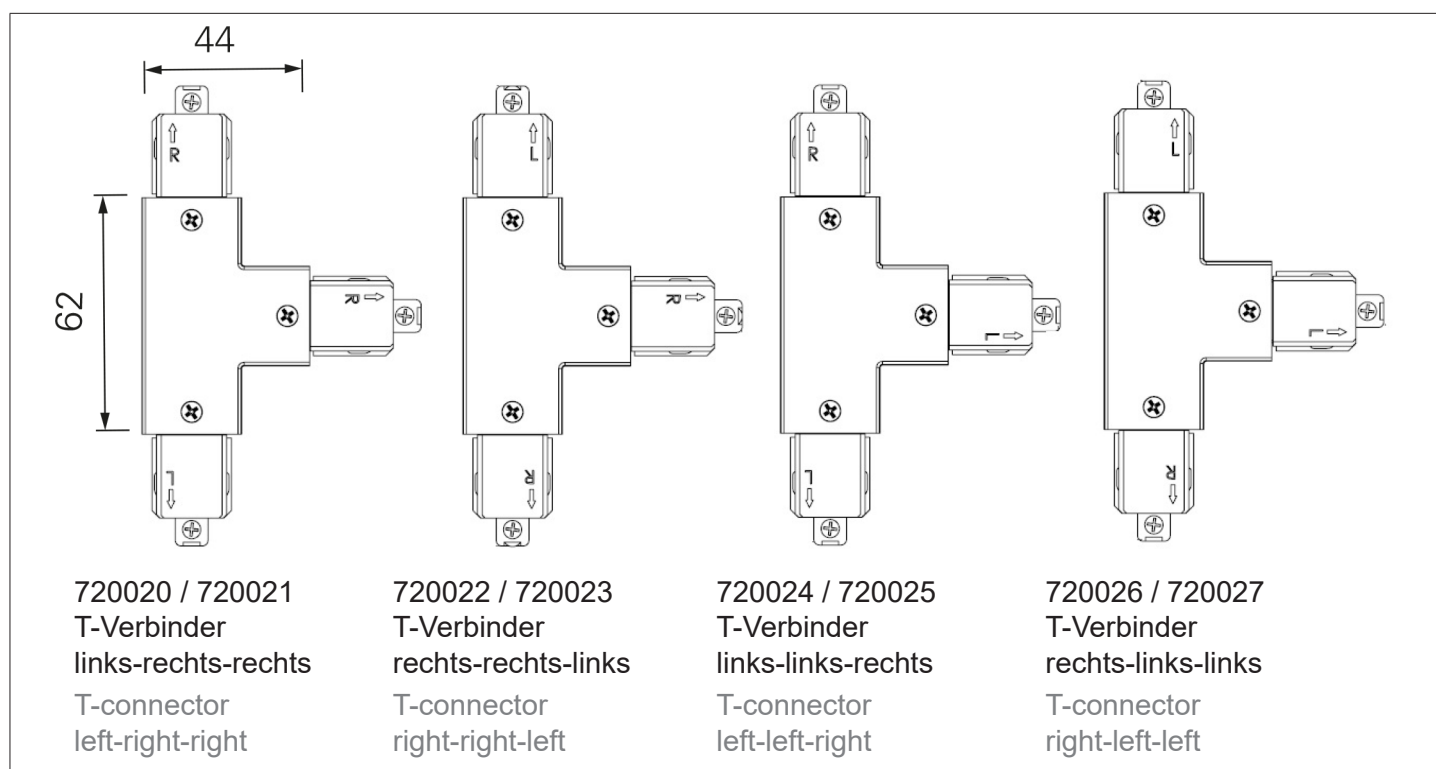 44
62
R
R
L
L
R
R
R
L
L
L
L
R
720020 / 720021
T-Verbinder
links-rechts-rechts
T-connector
left-right-right
720022 / 720023
T-Verbinder
rechts-rechts-links
T-connector
right-right-left
720024 / 720025
T-Verbinder
links-links-rechts
T-connector
left-left-right
720026 / 720027
T-Verbinder
rechts-links-links
T-connector
right-left-left